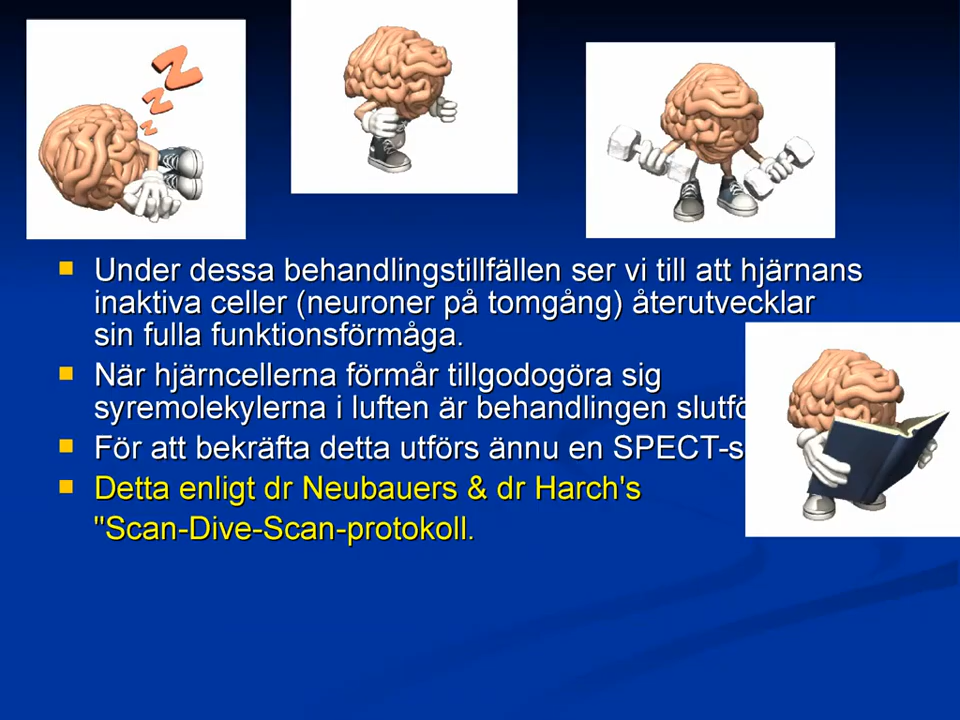 Z Z Z
Under dessa behandlingstillfällen ser vi till att hjärnans
inaktiva celler (neuroner på tomgång) återutvecklar
sin fulla funktionsförmåga.
När hjärncellerna förmår tillgodogöra sig
syremolekylerna i luften är behandlingen
För att bekräfta detta utförs ännu en
Detta enligt dr Neubauers & dr Harch's
"Scan-Dive-Scan-protokoll.